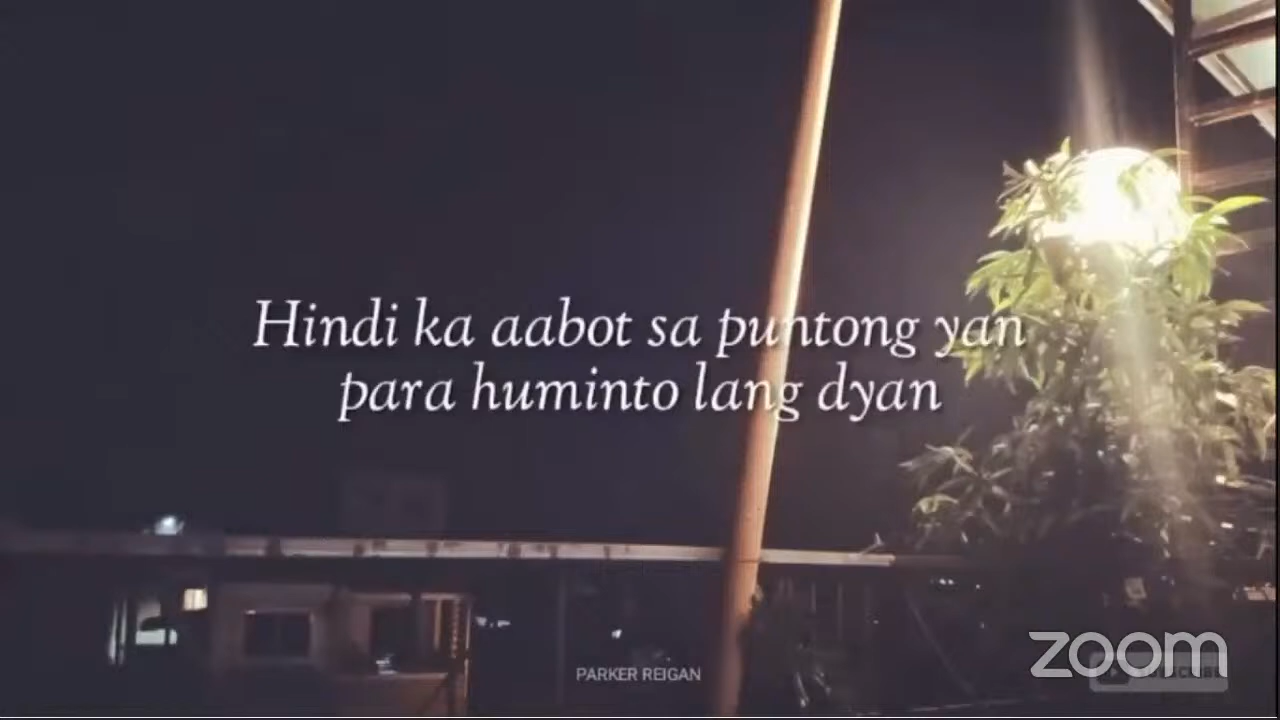 Hindi ka aabot sa puntong yan
para huminto lang dyan
PARKER REIGAN
zoom